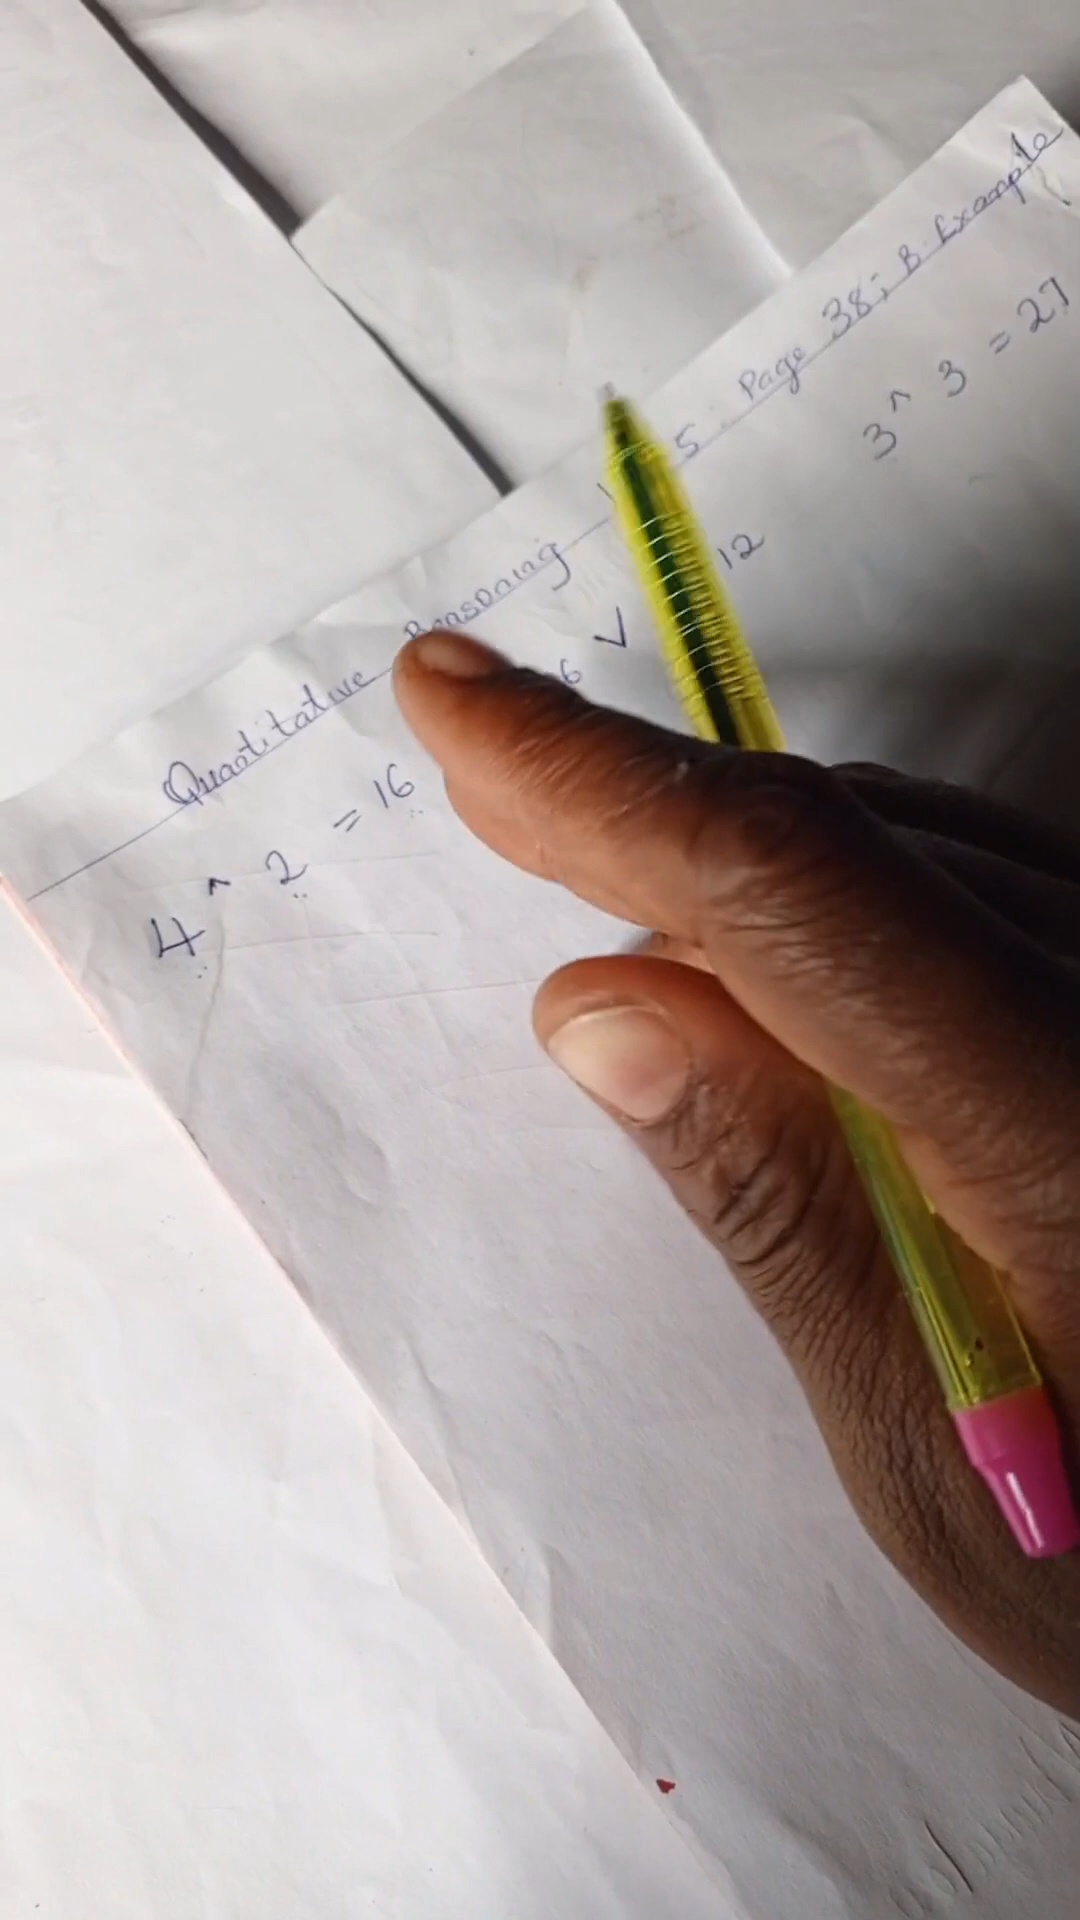 Quantitative Reasoning 5. Page 38; B. Example
4 ^ 2 = 16
6 V 12
3 ^ 3 = 27